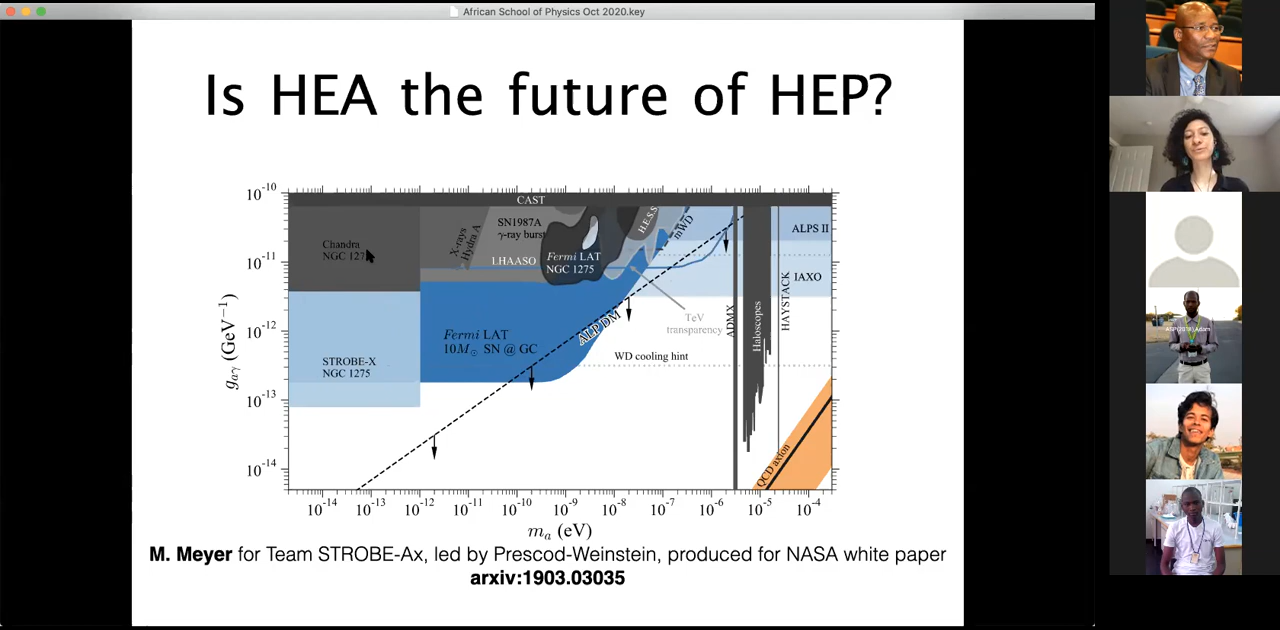 African School of Physics Oct 2020.key
Is HEA the future of HEP?
CAST
Chandra
NGC 127
X-rays
Hydra A
SN1987A
γ-ray burst
LHAASO
Fermi LAT
NGC 1275
H.E.S.S
mWD
ALPS II
IAXO
TeV
transparency
ADMX
Haloscopes
HAYSTACK
Fermi LAT
10M☉ SN @ GC
ALP DM
WD cooling hint
STROBE-X
NGC 1275
QCD axion
10⁻¹⁰
10⁻¹¹
10⁻¹²
10⁻¹³
10⁻¹⁴
gₐγ (GeV⁻¹)
10⁻¹⁴ 10⁻¹³ 10⁻¹² 10⁻¹¹ 10⁻¹⁰ 10⁻⁹ 10⁻⁸ 10⁻⁷ 10⁻⁶ 10⁻⁵ 10⁻⁴
mₐ (eV)
M. Meyer for Team STROBE-Ax, led by Prescod-Weinstein, produced for NASA white paper
arxiv:1903.03035